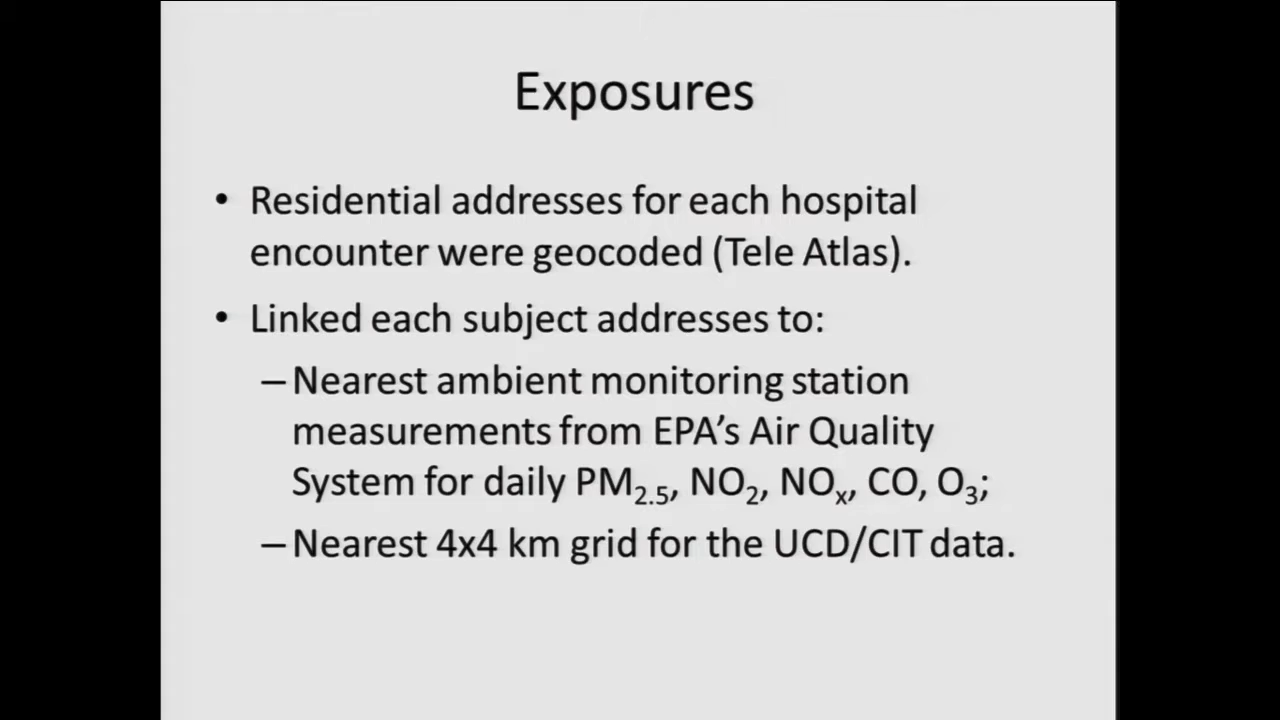 Exposures
• Residential addresses for each hospital
encounter were geocoded (Tele Atlas).
• Linked each subject addresses to:
– Nearest ambient monitoring station
measurements from EPA’s Air Quality
System for daily PM₂.₅, NO₂, NOₓ, CO, O₃;
– Nearest 4x4 km grid for the UCD/CIT data.